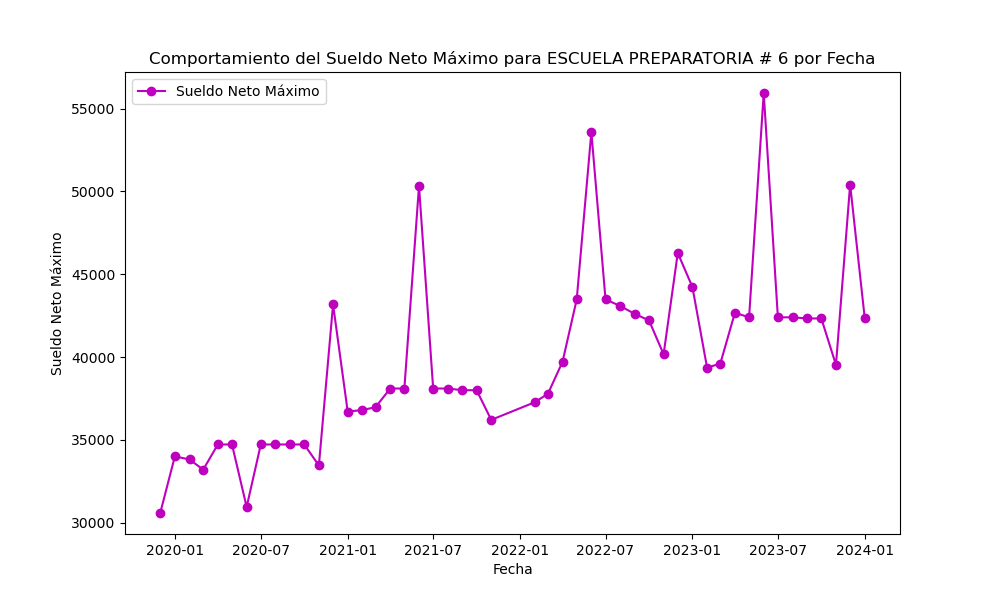 Comportamiento del Sueldo Neto Máximo para ESCUELA PREPARATORIA # 6 por Fecha
Sueldo Neto Máximo
55000
50000
45000
40000
35000
30000
Sueldo Neto Máximo
2020-01 2020-07 2021-01 2021-07 2022-01 2022-07 2023-01 2023-07 2024-01
Fecha